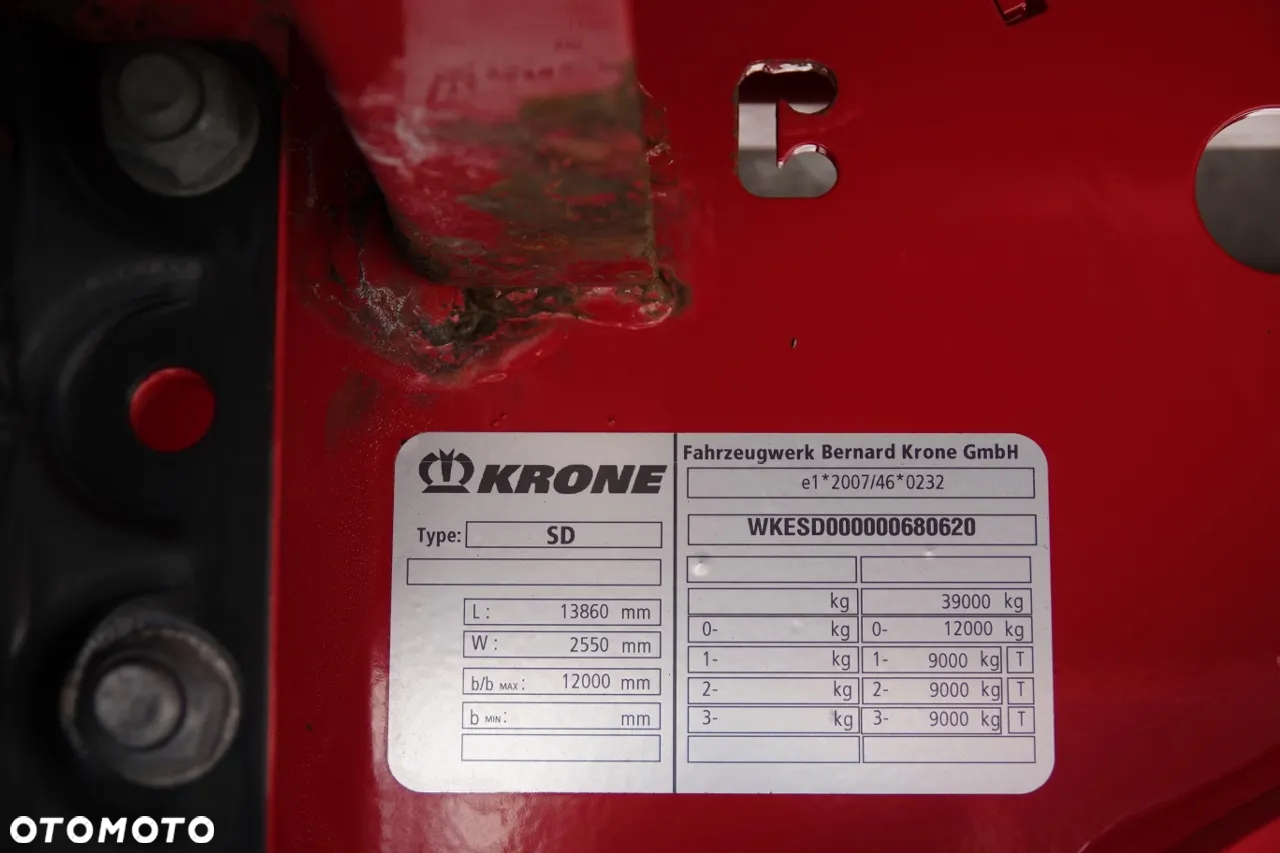 KRONE
Type: SD
L: 13860 mm
W: 2550 mm
b/b MAX: 12000 mm
b MIN: mm
Fahrzeugwerk Bernard Krone GmbH
e1*2007/46*0232
WKESD000000680620
kg 39000 kg
0- kg 0- 12000 kg
1- kg 1- 9000 kg T
2- kg 2- 9000 kg T
3- kg 3- 9000 kg T
OTOMOTO